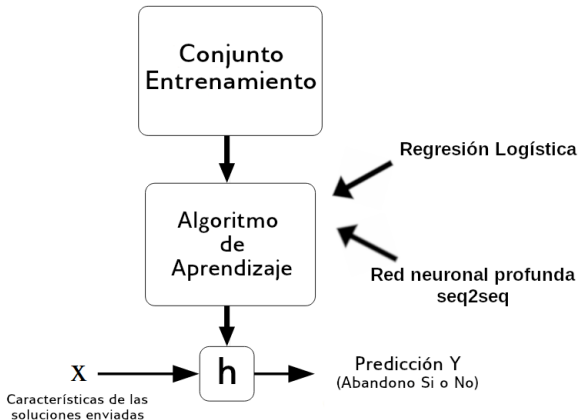 Conjunto
Entrenamiento
Regresión Logística
Algoritmo
de
Aprendizaje
Red neuronal profunda
seq2seq
X
h
Predicción Y
(Abandono Si o No)
Características de las
soluciones enviadas